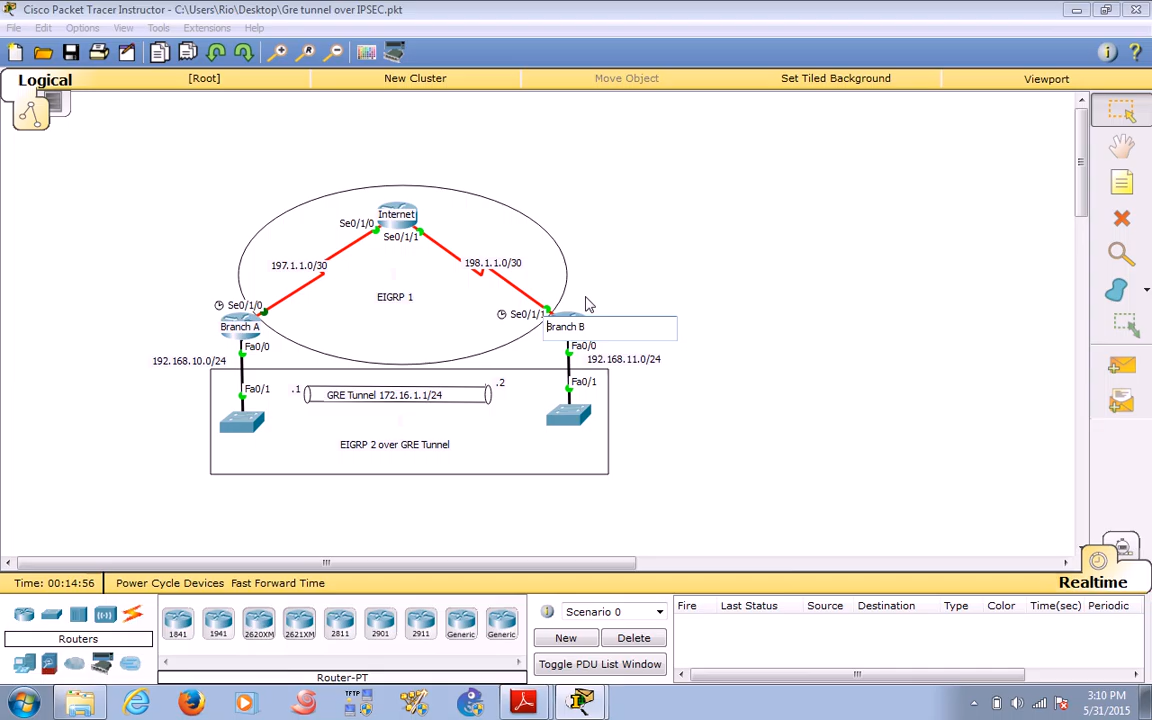 Cisco Packet Tracer Instructor - C:\Users\Rio\Desktop\Gre tunnel over IPSEC.pkt
File Edit Options View Tools Extensions Help
Logical [Root] New Cluster Move Object Set Tiled Background Viewport
Internet
Se0/1/0
Se0/1/1
197.1.1.0/30
198.1.1.0/30
EIGRP 1
Se0/1/0
Se0/1/1
Branch A
Branch B
Fa0/0
Fa0/0
192.168.10.0/24
192.168.11.0/24
Fa0/1
.1
GRE Tunnel 172.16.1.1/24
.2
Fa0/1
EIGRP 2 over GRE Tunnel
Time: 00:14:56 Power Cycle Devices Fast Forward Time
Realtime
Routers
1841 1941 2620XM 2621XM 2811 2901 2911 Generic Generic
Router-PT
Scenario 0
New Delete
Toggle PDU List Window
Fire Last Status Source Destination Type Color Time(sec) Periodic
TFTP
3:10 PM
5/31/2015